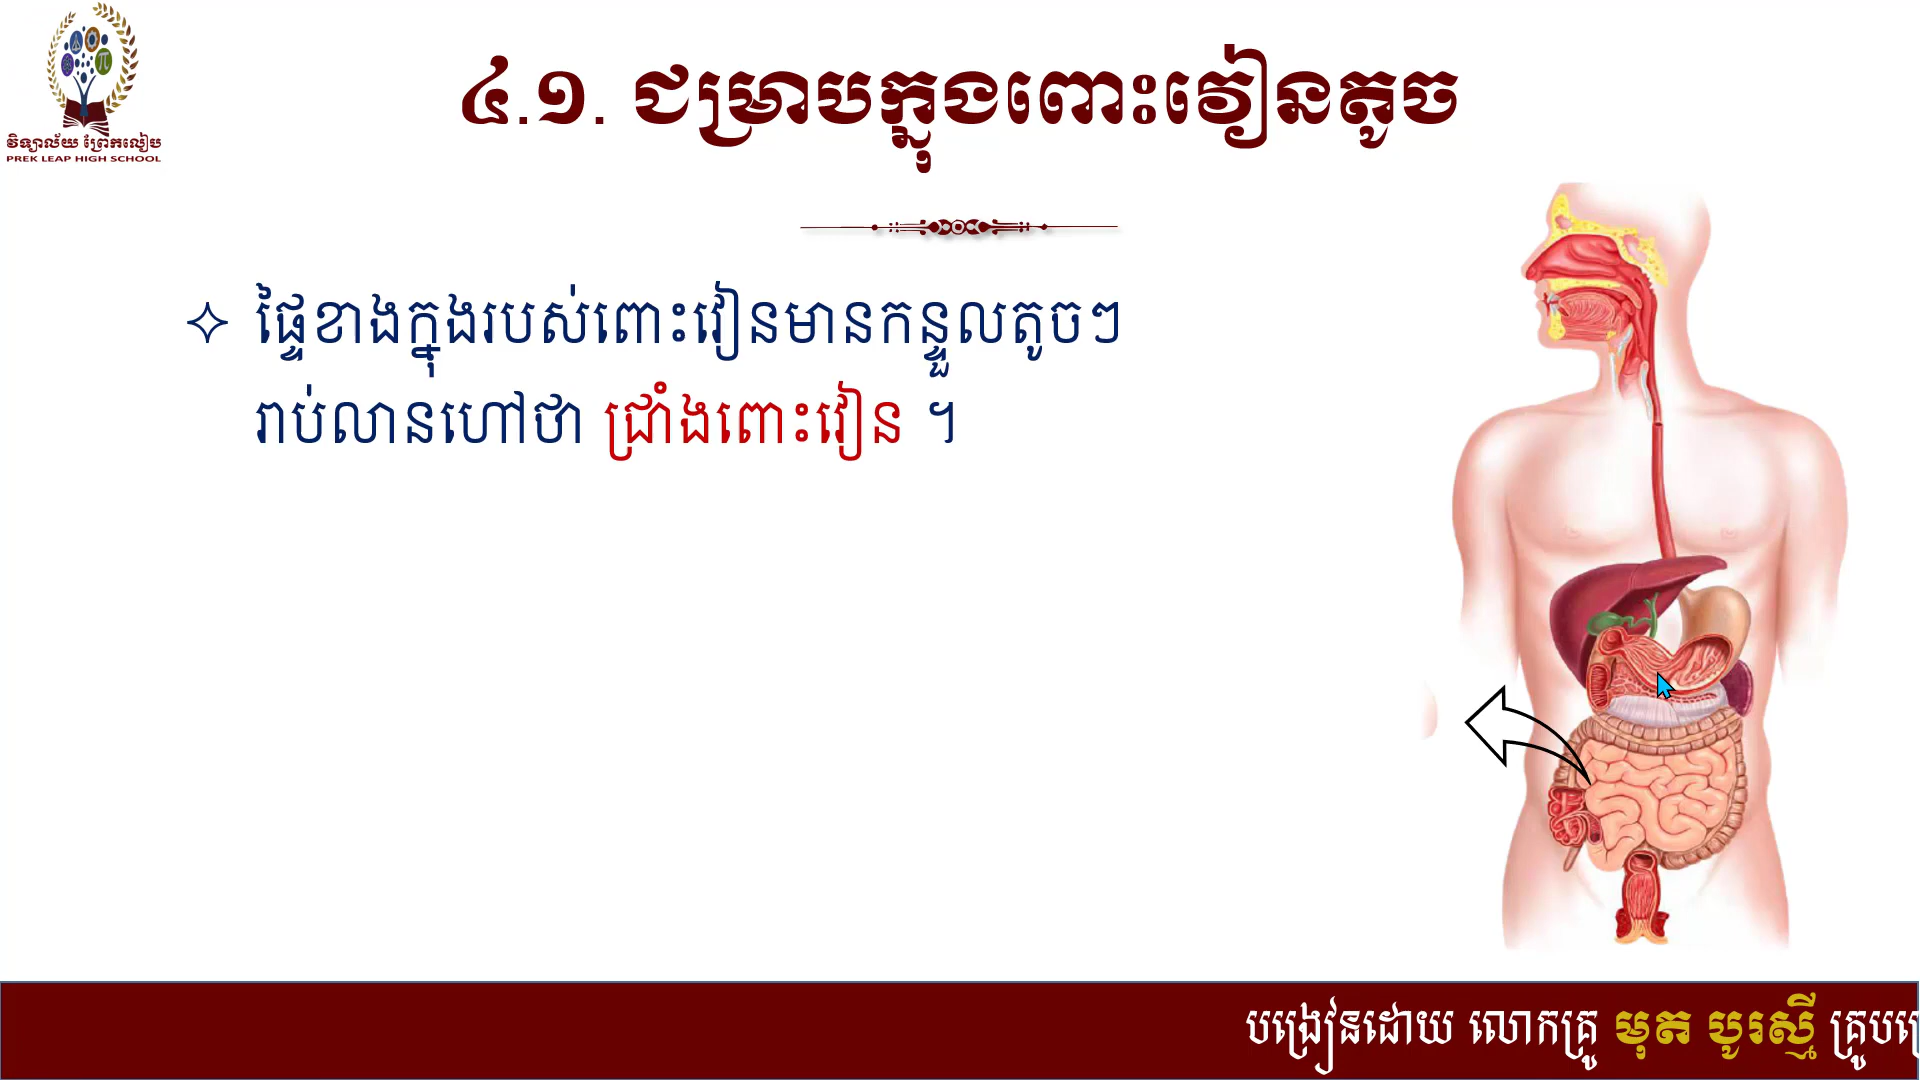 វិទ្យាល័យ ព្រែកលៀប
PREK LEAP HIGH SCHOOL
៤.១. ជម្រាបក្នុងពោះវៀនតូច
ផ្ទៃខាងក្នុងរបស់ពោះវៀនមានកន្ទួលតូចៗ
រាប់លានហៅថា ជ្រាំងពោះវៀន ។
បង្រៀនដោយ លោកគ្រូ មុត បូរស្មី